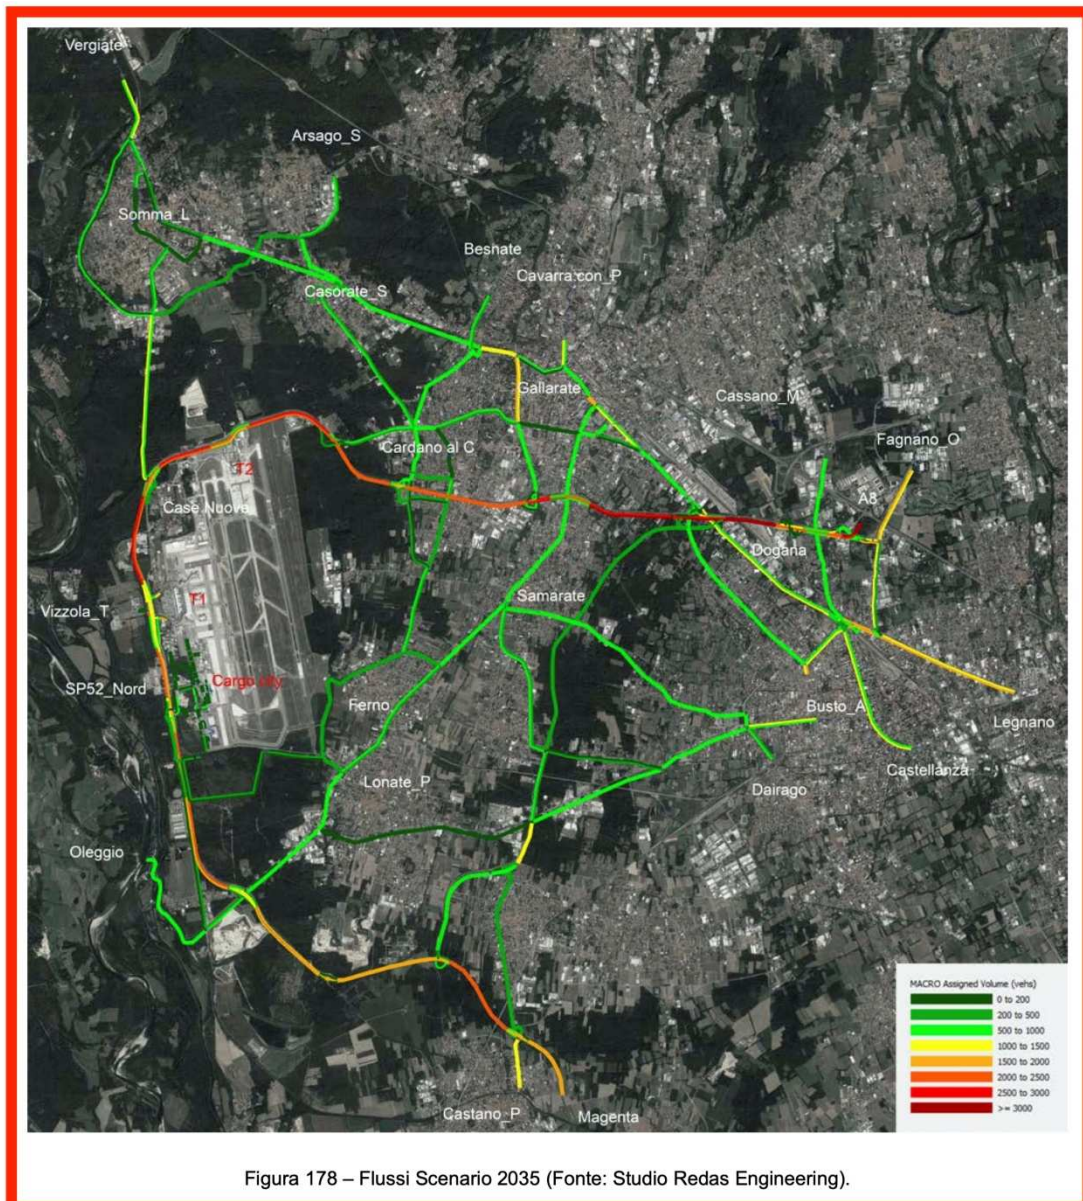 Vergiate
Arsago_S
Somma_L
Besnate
Cavarra con_P
Casorate_S
Gallarate
Cassano_M
Fagnano_O
Cardano al C
T2
A8
Case Nuove
Dogana
Samarate
T1
Vizzola_T
SP52_Nord
Cargo city
Ferno
Busto_A
Legnano
Castellanza
Lonate_P
Dairago
Oleggio
MACRO Assigned Volume (vehs)
0 to 200
200 to 500
500 to 1000
1000 to 1500
1500 to 2000
2000 to 2500
2500 to 3000
>= 3000
Castano_P
Magenta
Figura 178 – Flussi Scenario 2035 (Fonte: Studio Redas Engineering).